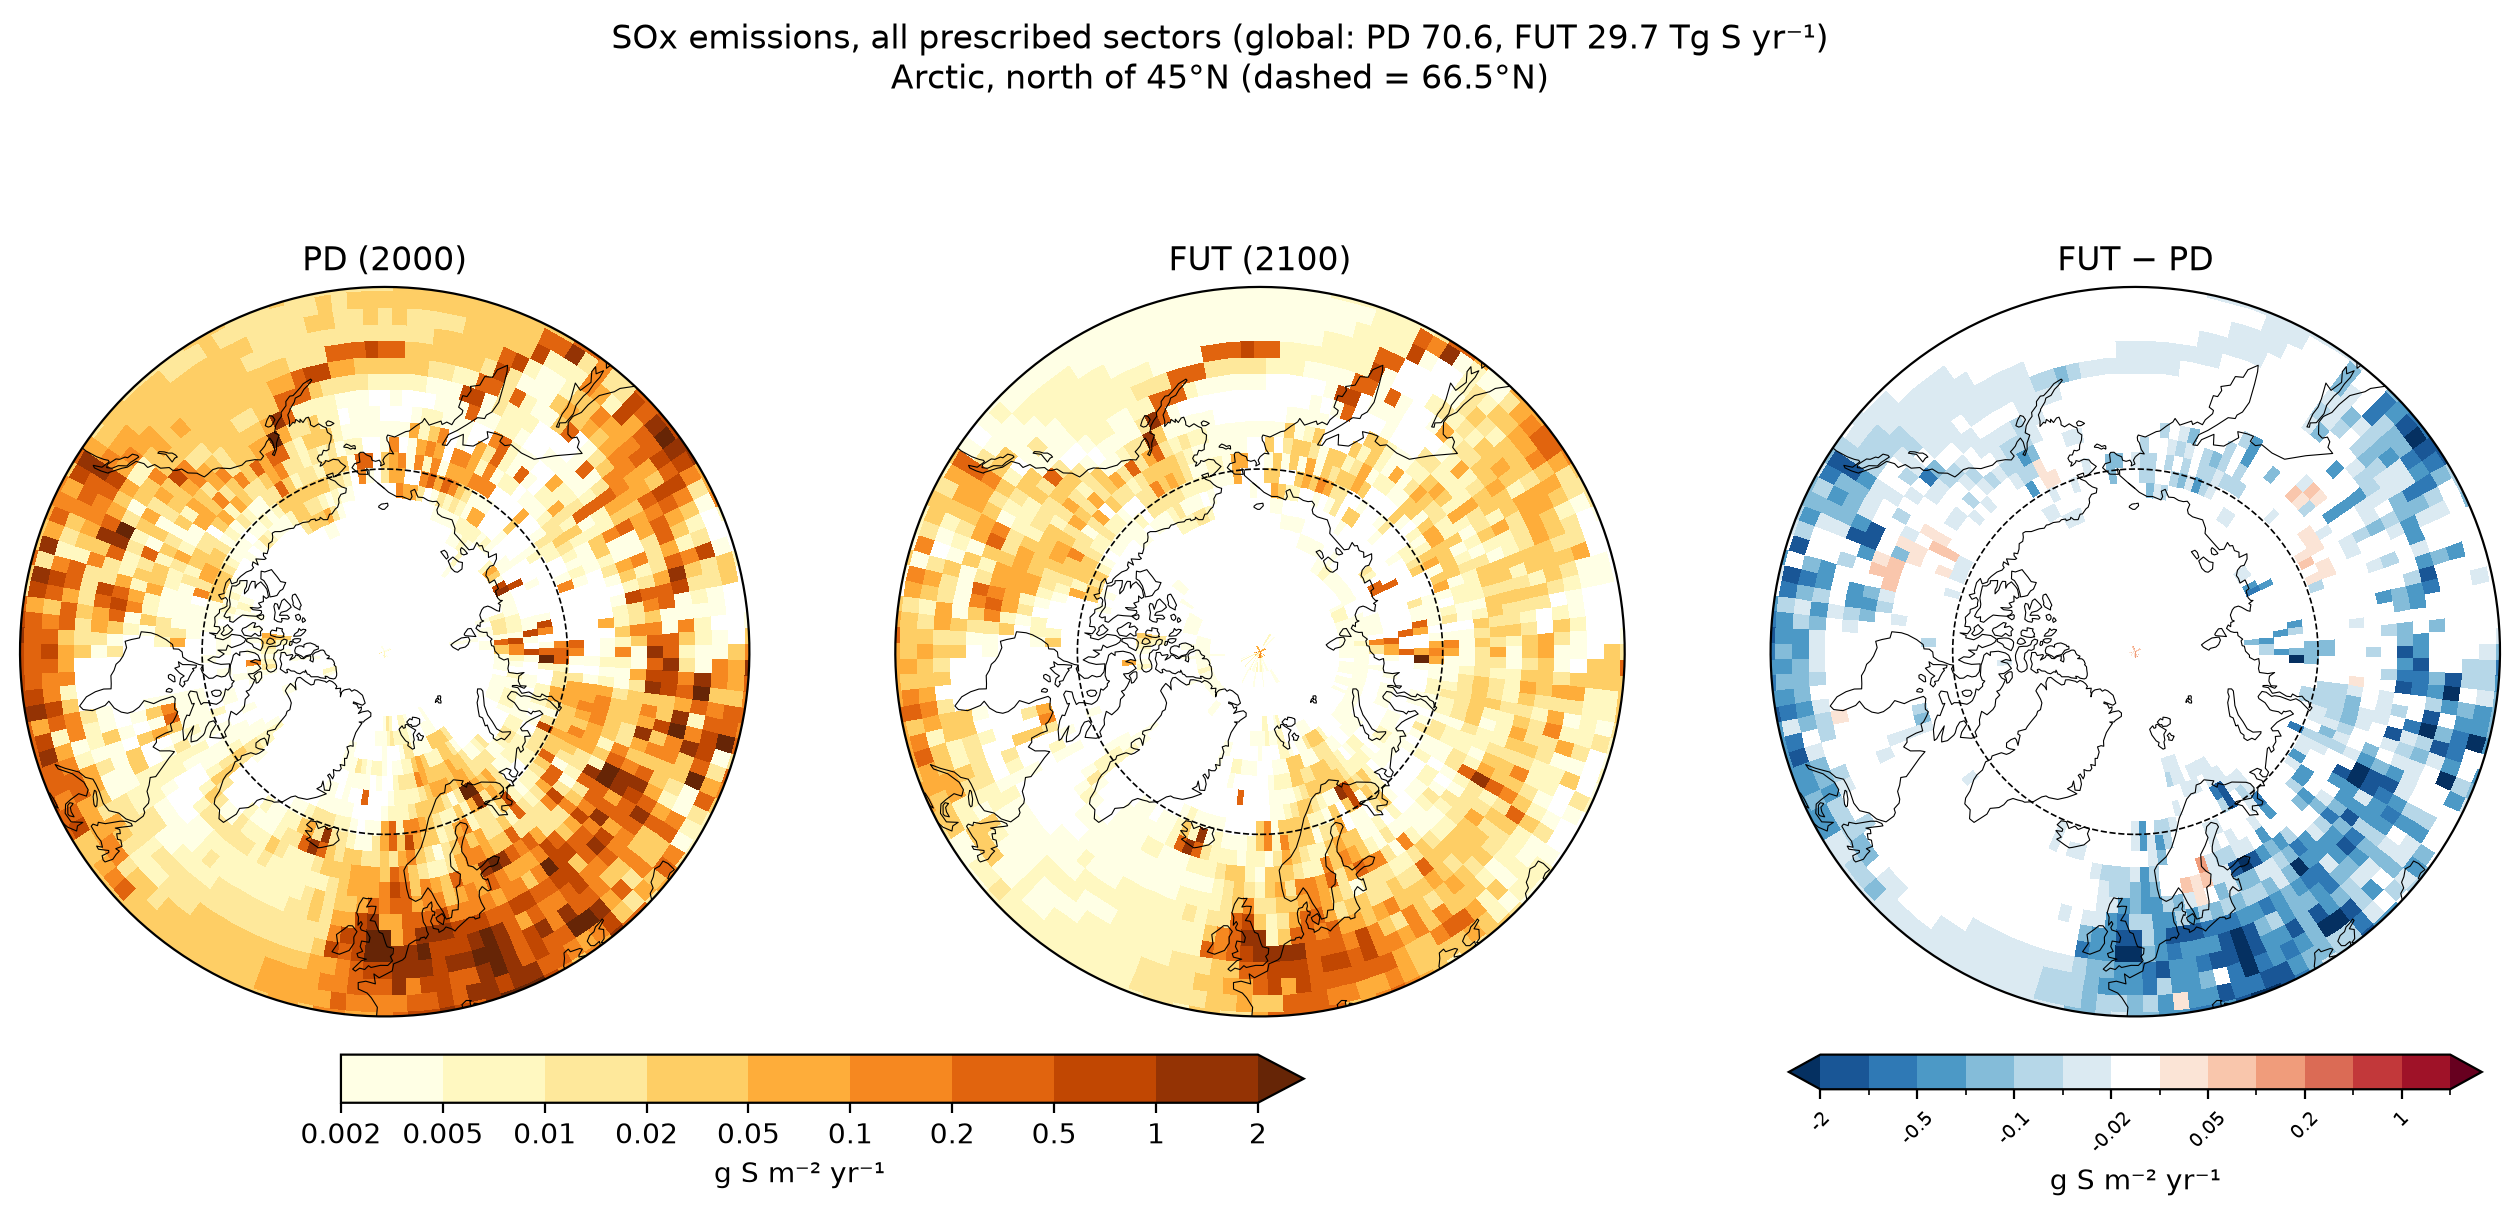 SOx emissions, all prescribed sectors (global: PD 70.6, FUT 29.7 Tg S yr⁻¹)
Arctic, north of 45°N (dashed = 66.5°N)
PD (2000)
FUT (2100)
FUT − PD
0.002 0.005 0.01 0.02 0.05 0.1 0.2 0.5 1 2
g S m⁻² yr⁻¹
-2 -0.5 -0.1 -0.02 0.05 0.2 1
g S m⁻² yr⁻¹